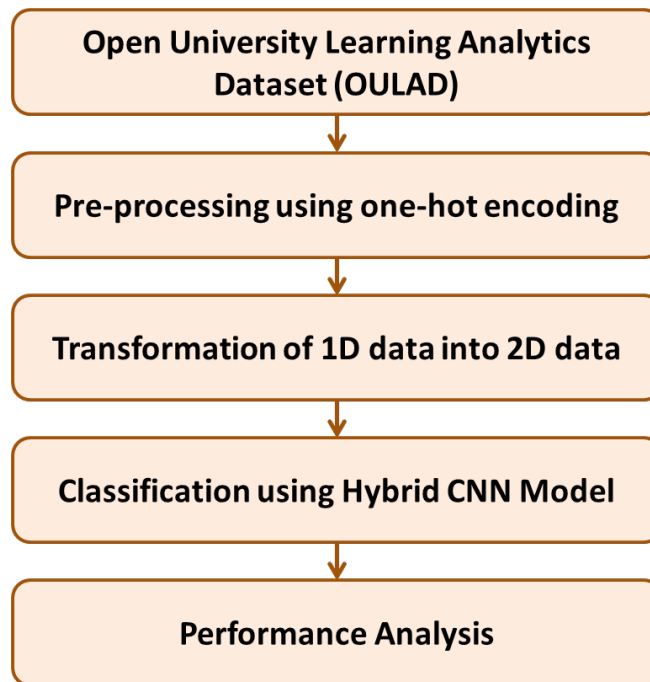 Open University Learning Analytics
Dataset (OULAD)
Pre-processing using one-hot encoding
Transformation of 1D data into 2D data
Classification using Hybrid CNN Model
Performance Analysis